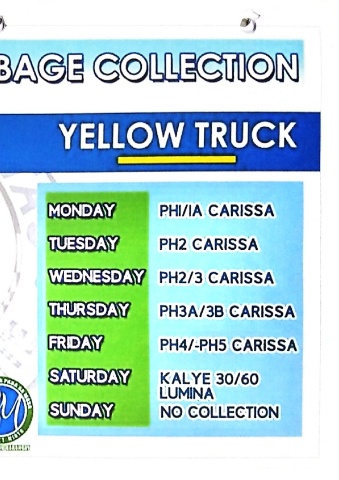 BAGE COLLECTION
YELLOW TRUCK
MONDAY PH1/1A CARISSA
TUESDAY PH2 CARISSA
WEDNESDAY PH2/3 CARISSA
THURSDAY PH3A/3B CARISSA
FRIDAY PH4/-PH5 CARISSA
SATURDAY KALYE 30/60
LUMINA
SUNDAY NO COLLECTION